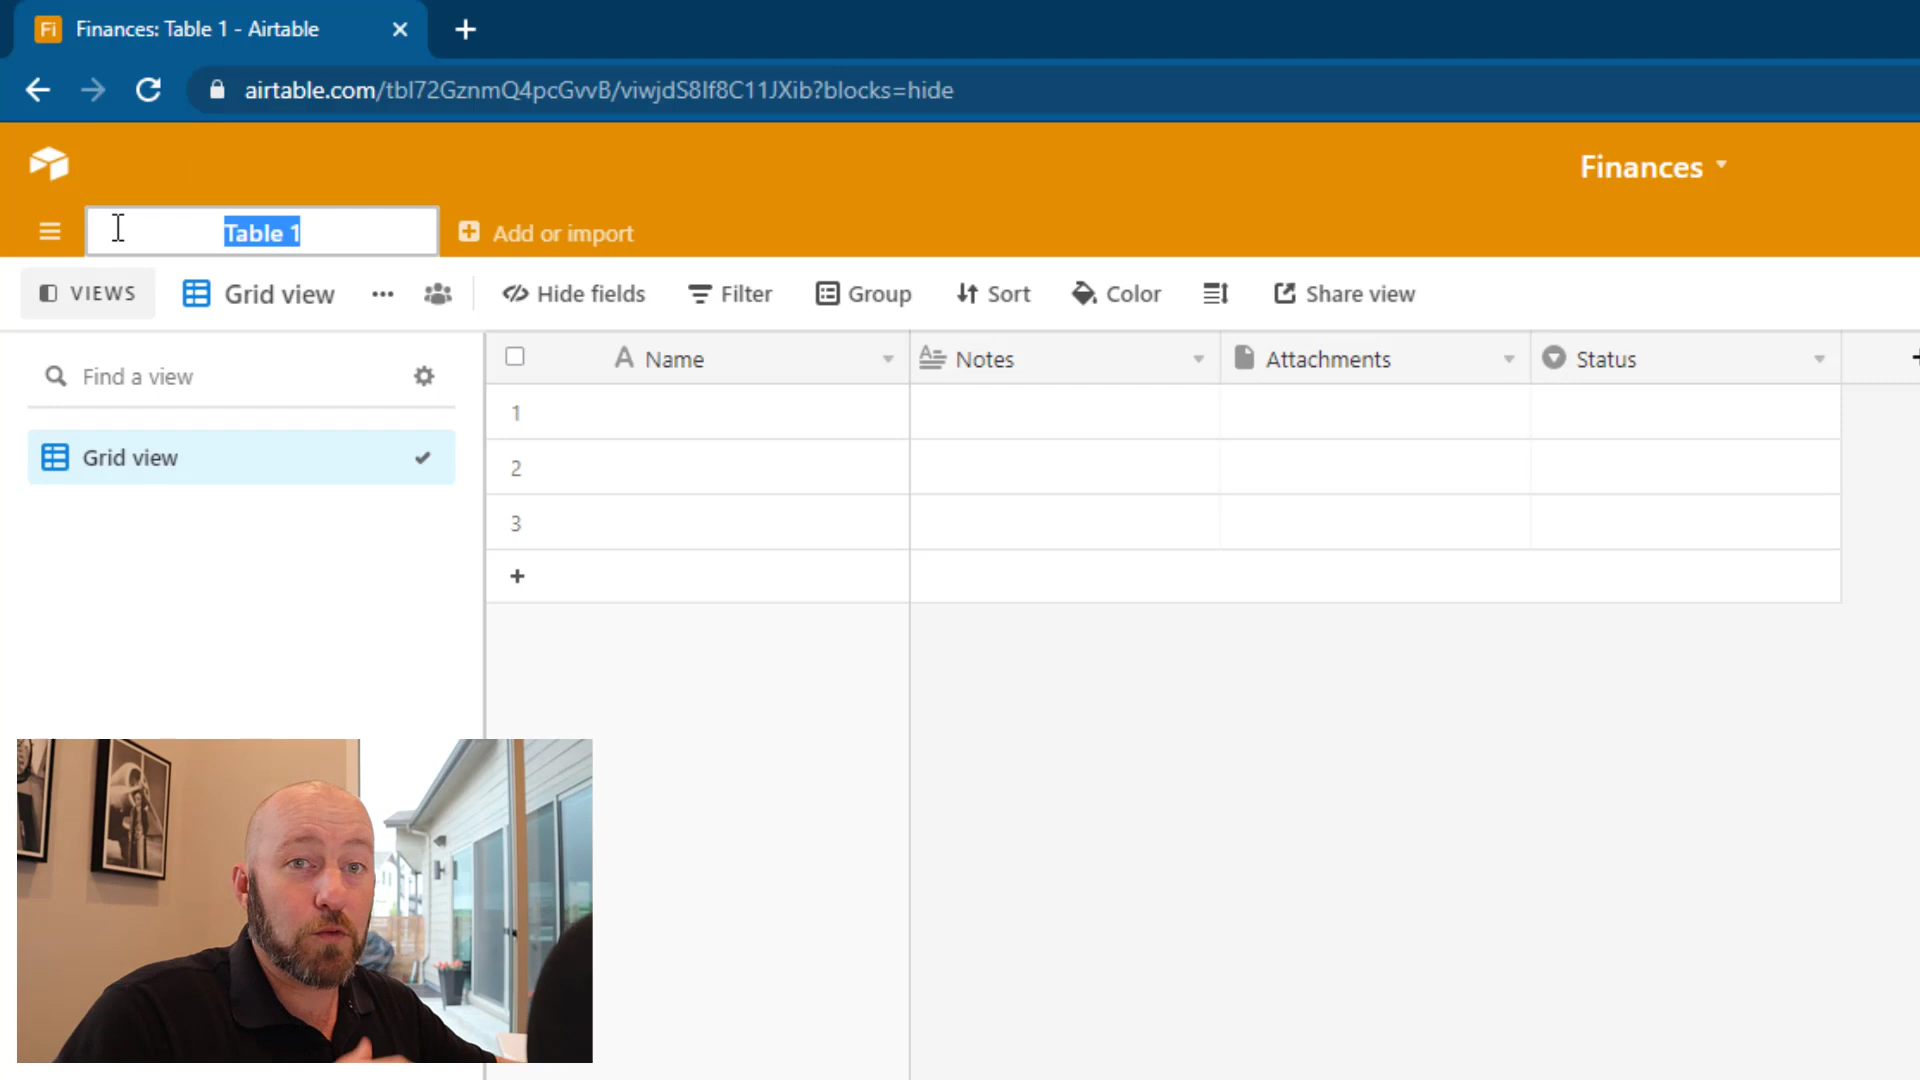 Fi Finances: Table 1 - Airtable
airtable.com/tbl72GznmQ4pcGvvB/viwjdS8lf8C11JXib?blocks=hide
Finances
Table 1
Add or import
VIEWS
Grid view
Hide fields
Filter
Group
Sort
Color
Share view
Find a view
Name
Notes
Attachments
Status
Grid view
1
2
3